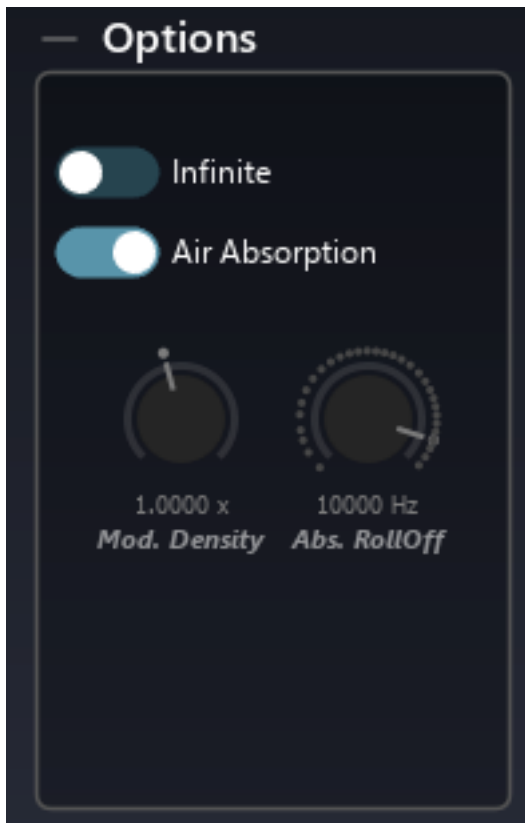 Options
Infinite
Air Absorption
1.0000 x 10000 Hz
Mod. Density Abs. RollOff